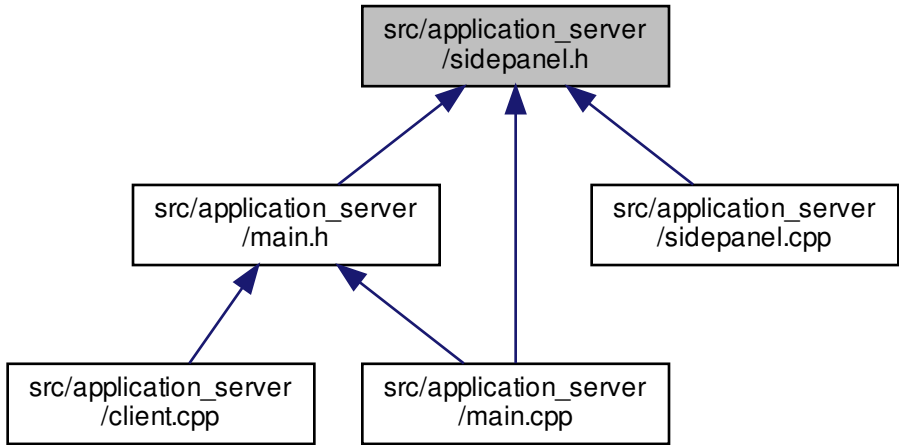 src/application_server
/sidepanel.h
src/application_server
/main.h
src/application_server
/sidepanel.cpp
src/application_server
/client.cpp
src/application_server
/main.cpp